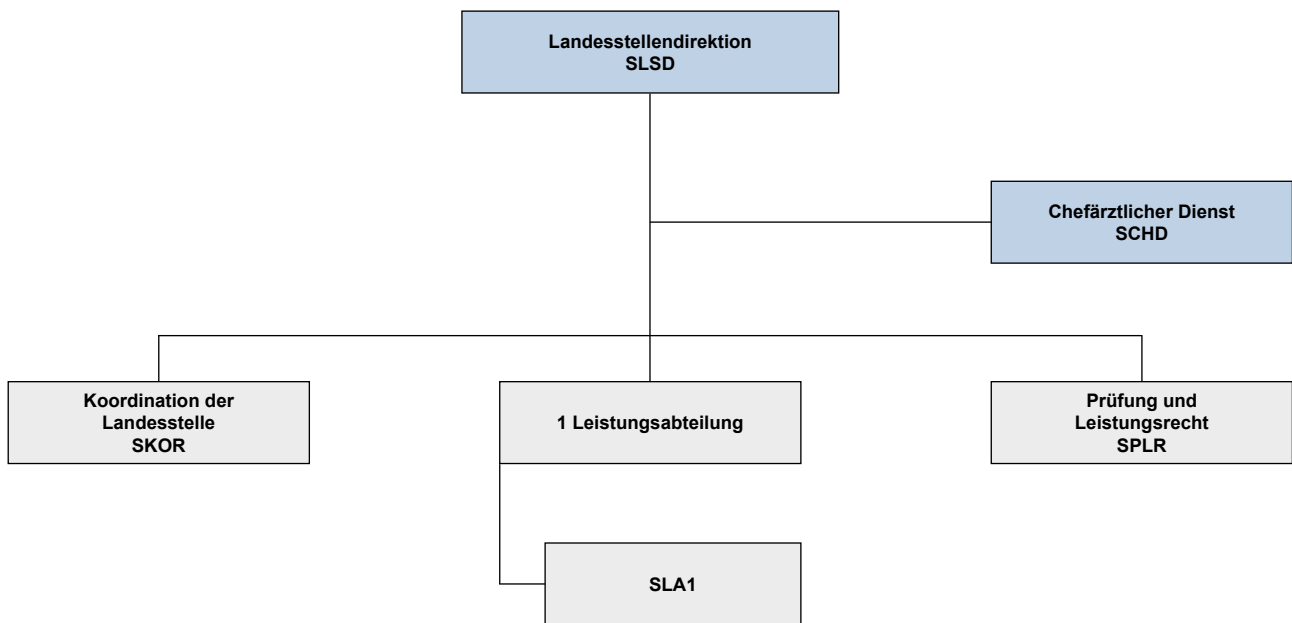 Landesstellendirektion
SLSD
Chefärztlicher Dienst
SCHD
Koordination der
Landesstelle
SKOR
1 Leistungsabteilung
Prüfung und
Leistungsrecht
SPLR
SLA1